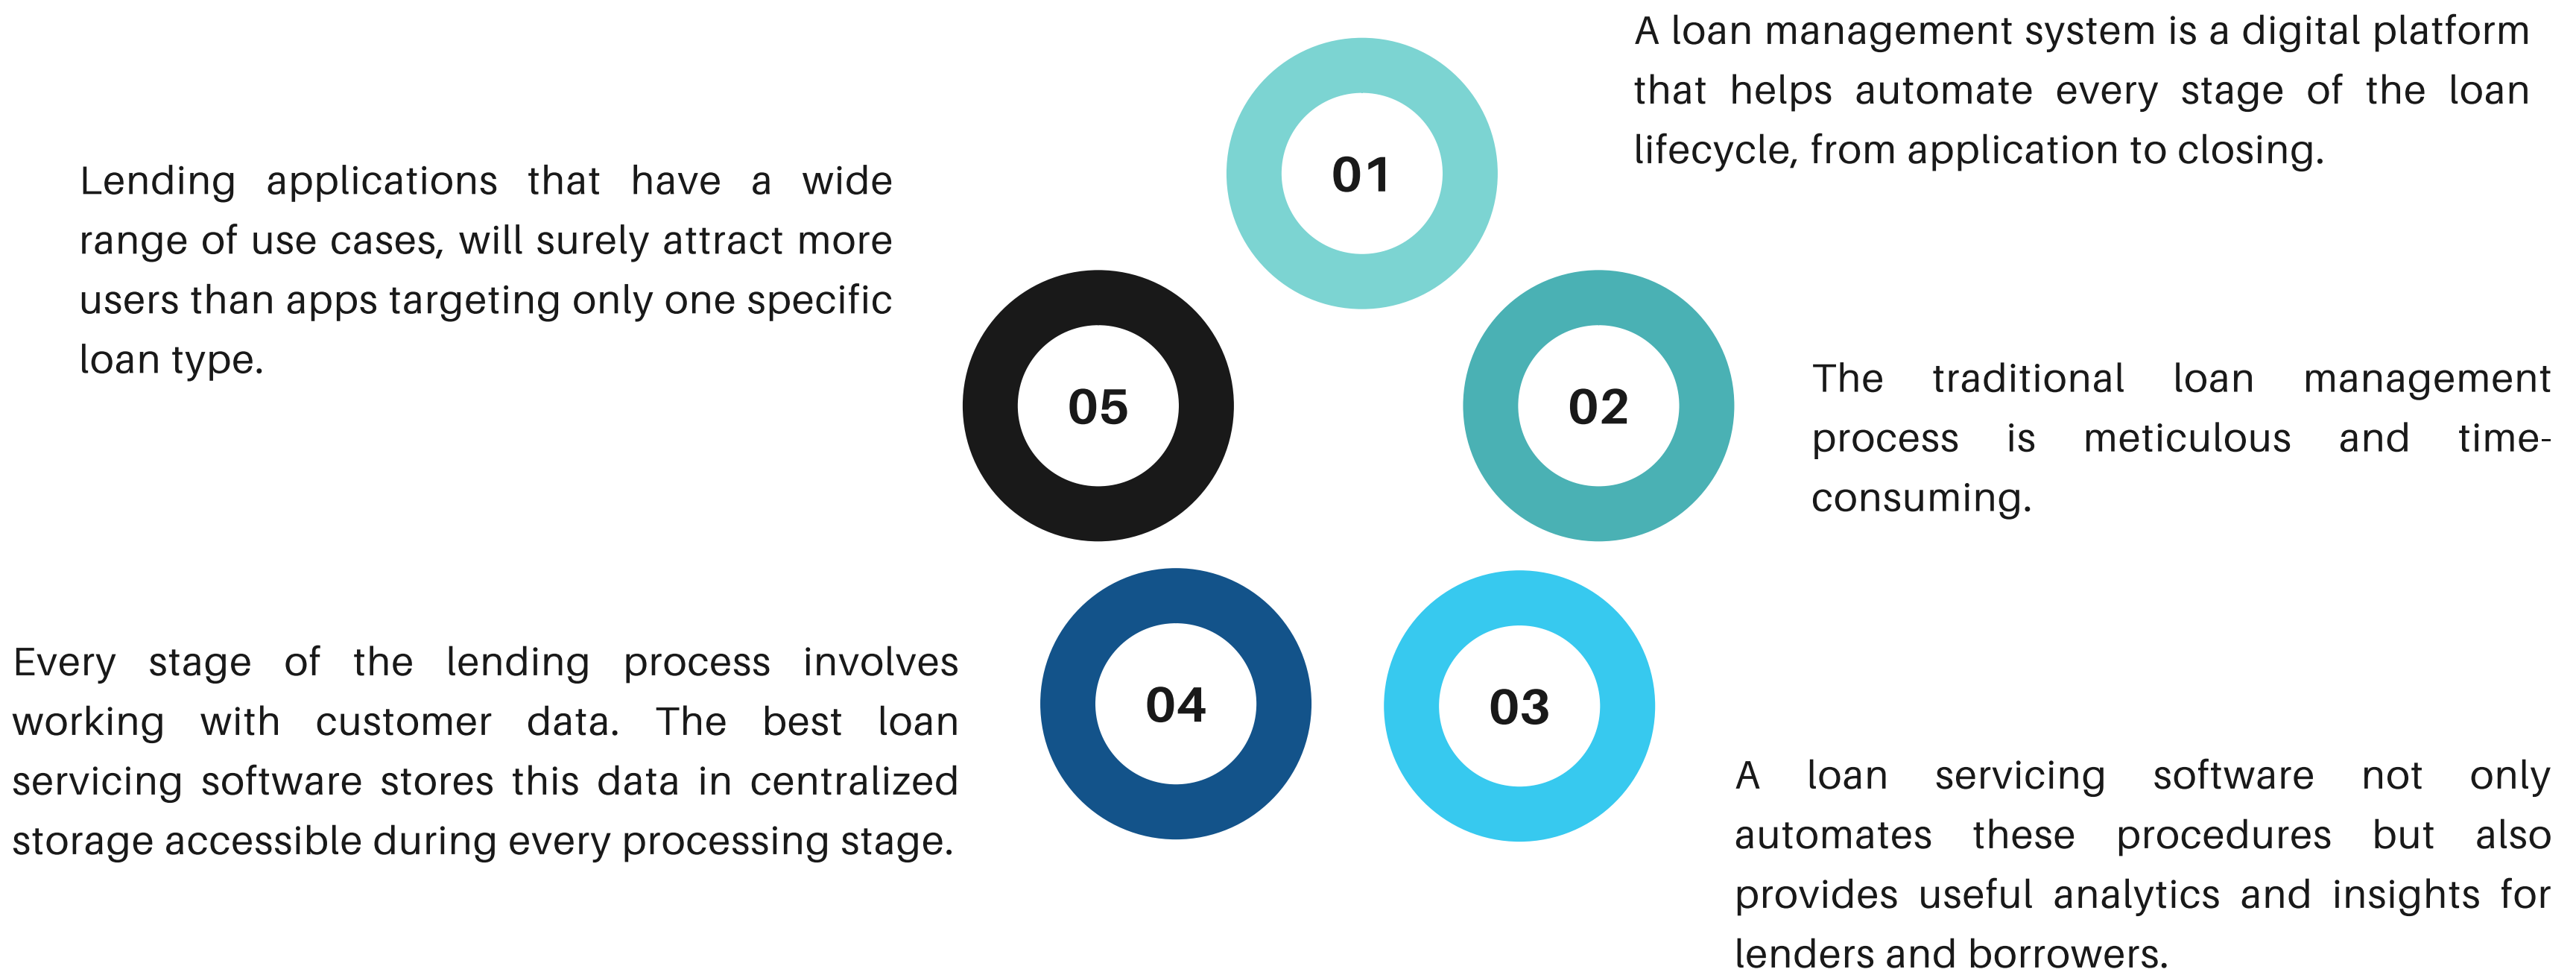 01
A loan management system is a digital platform
that helps automate every stage of the loan
lifecycle, from application to closing.
02
The traditional loan management
process is meticulous and time-
consuming.
03
A loan servicing software not only
automates these procedures but also
provides useful analytics and insights for
lenders and borrowers.
04
Every stage of the lending process involves
working with customer data. The best loan
servicing software stores this data in centralized
storage accessible during every processing stage.
05
Lending applications that have a wide
range of use cases, will surely attract more
users than apps targeting only one specific
loan type.